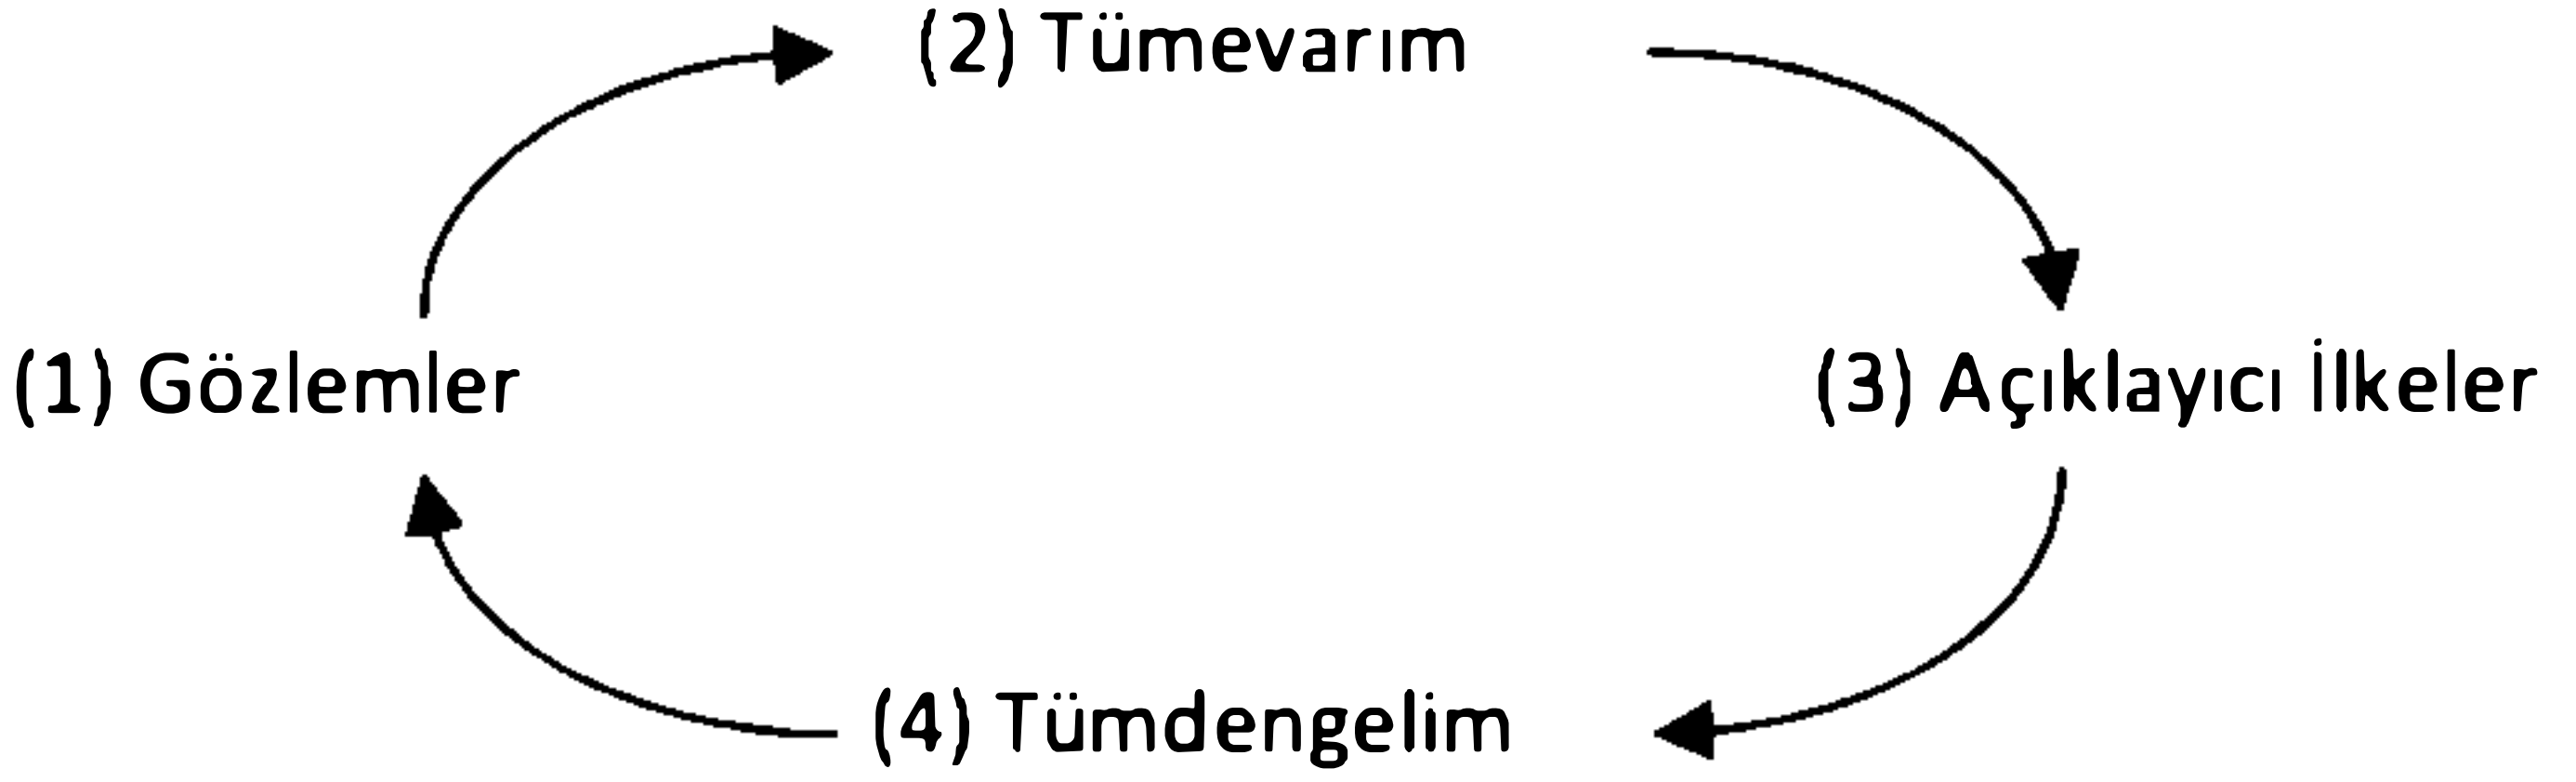 (2) Tümevarım
(1) Gözlemler
(3) Açıklayıcı İlkeler
(4) Tümdengelim